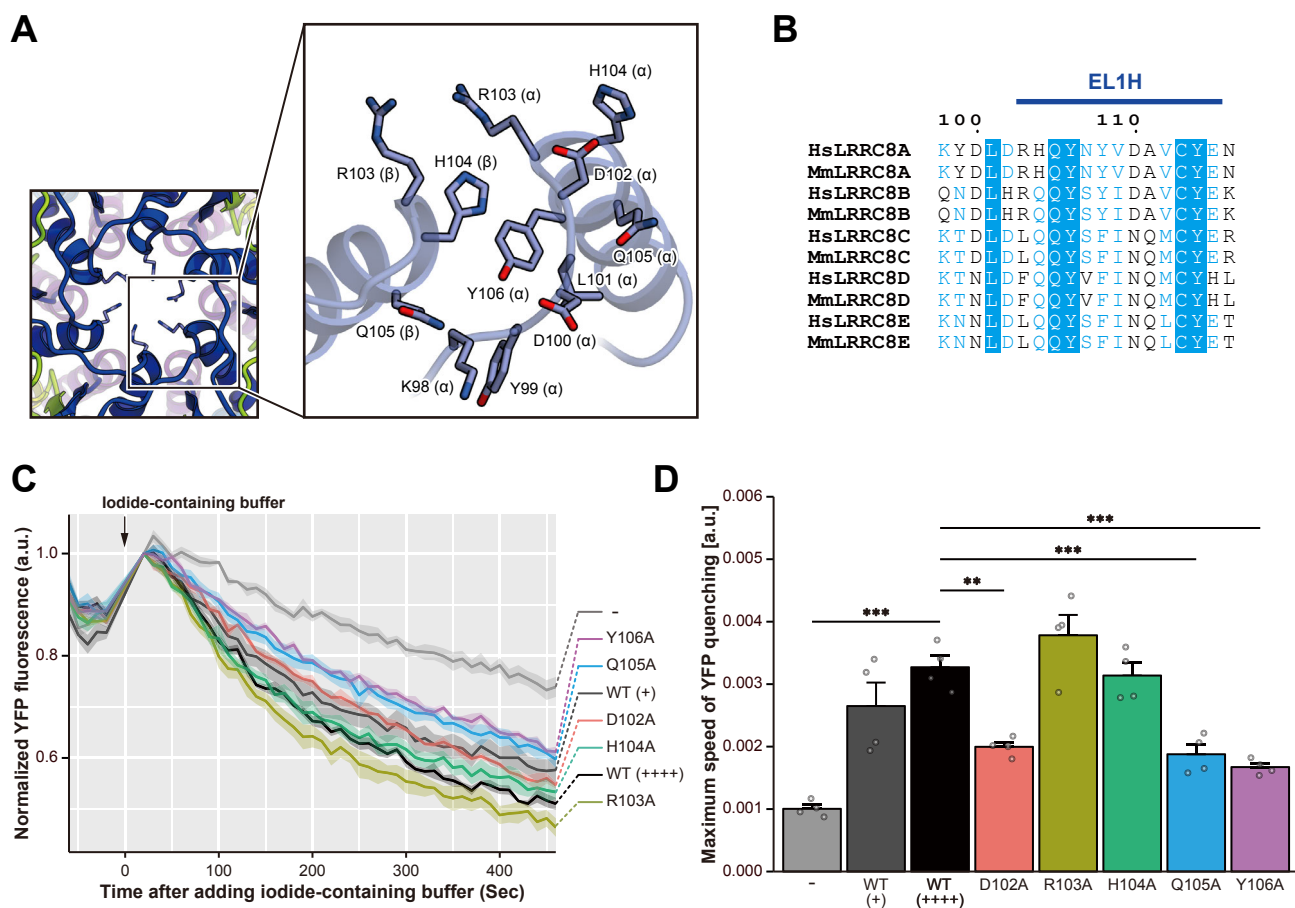 A
H104 (α)
R103 (α)
R103 (β)
H104 (β)
D102 (α)
Q105 (α)
Y106 (α)
L101 (α)
Q105 (β)
D100 (α)
K98 (α)
Y99 (α)
B
EL1H
100 110
HsLRRC8A KYDLDRHQYNYVDAVCYEN
MmLRRC8A KYDLDRHQYNYVDAVCYEN
HsLRRC8B QNDLHRQQYSYIDAVCYEK
MmLRRC8B QNDLHRQQYSYIDAVCYEK
HsLRRC8C KTDLDLQQYSFINQMCYER
MmLRRC8C KTDLDLQQYSFINQMCYER
HsLRRC8D KTNLDFQQYVFINQMCYHL
MmLRRC8D KTNLDFQQYVFINQMCYHL
HsLRRC8E KNNLDLQQYSFINQLCYET
MmLRRC8E KNNLDLQQYSFINQLCYET
C
Iodide-containing buffer
Normalized YFP fluorescence (a.u.)
1.0
0.8
0.6
0 100 200 300 400
Time after adding iodide-containing buffer (Sec)
-
Y106A
Q105A
WT (+)
D102A
H104A
WT (++++)
R103A
D
Maximum speed of YFP quenching [a.u.]
0.006
0.005
0.004
0.003
0.002
0.001
0.000
***
***
**
***
- WT (+) WT (++++) D102A R103A H104A Q105A Y106A